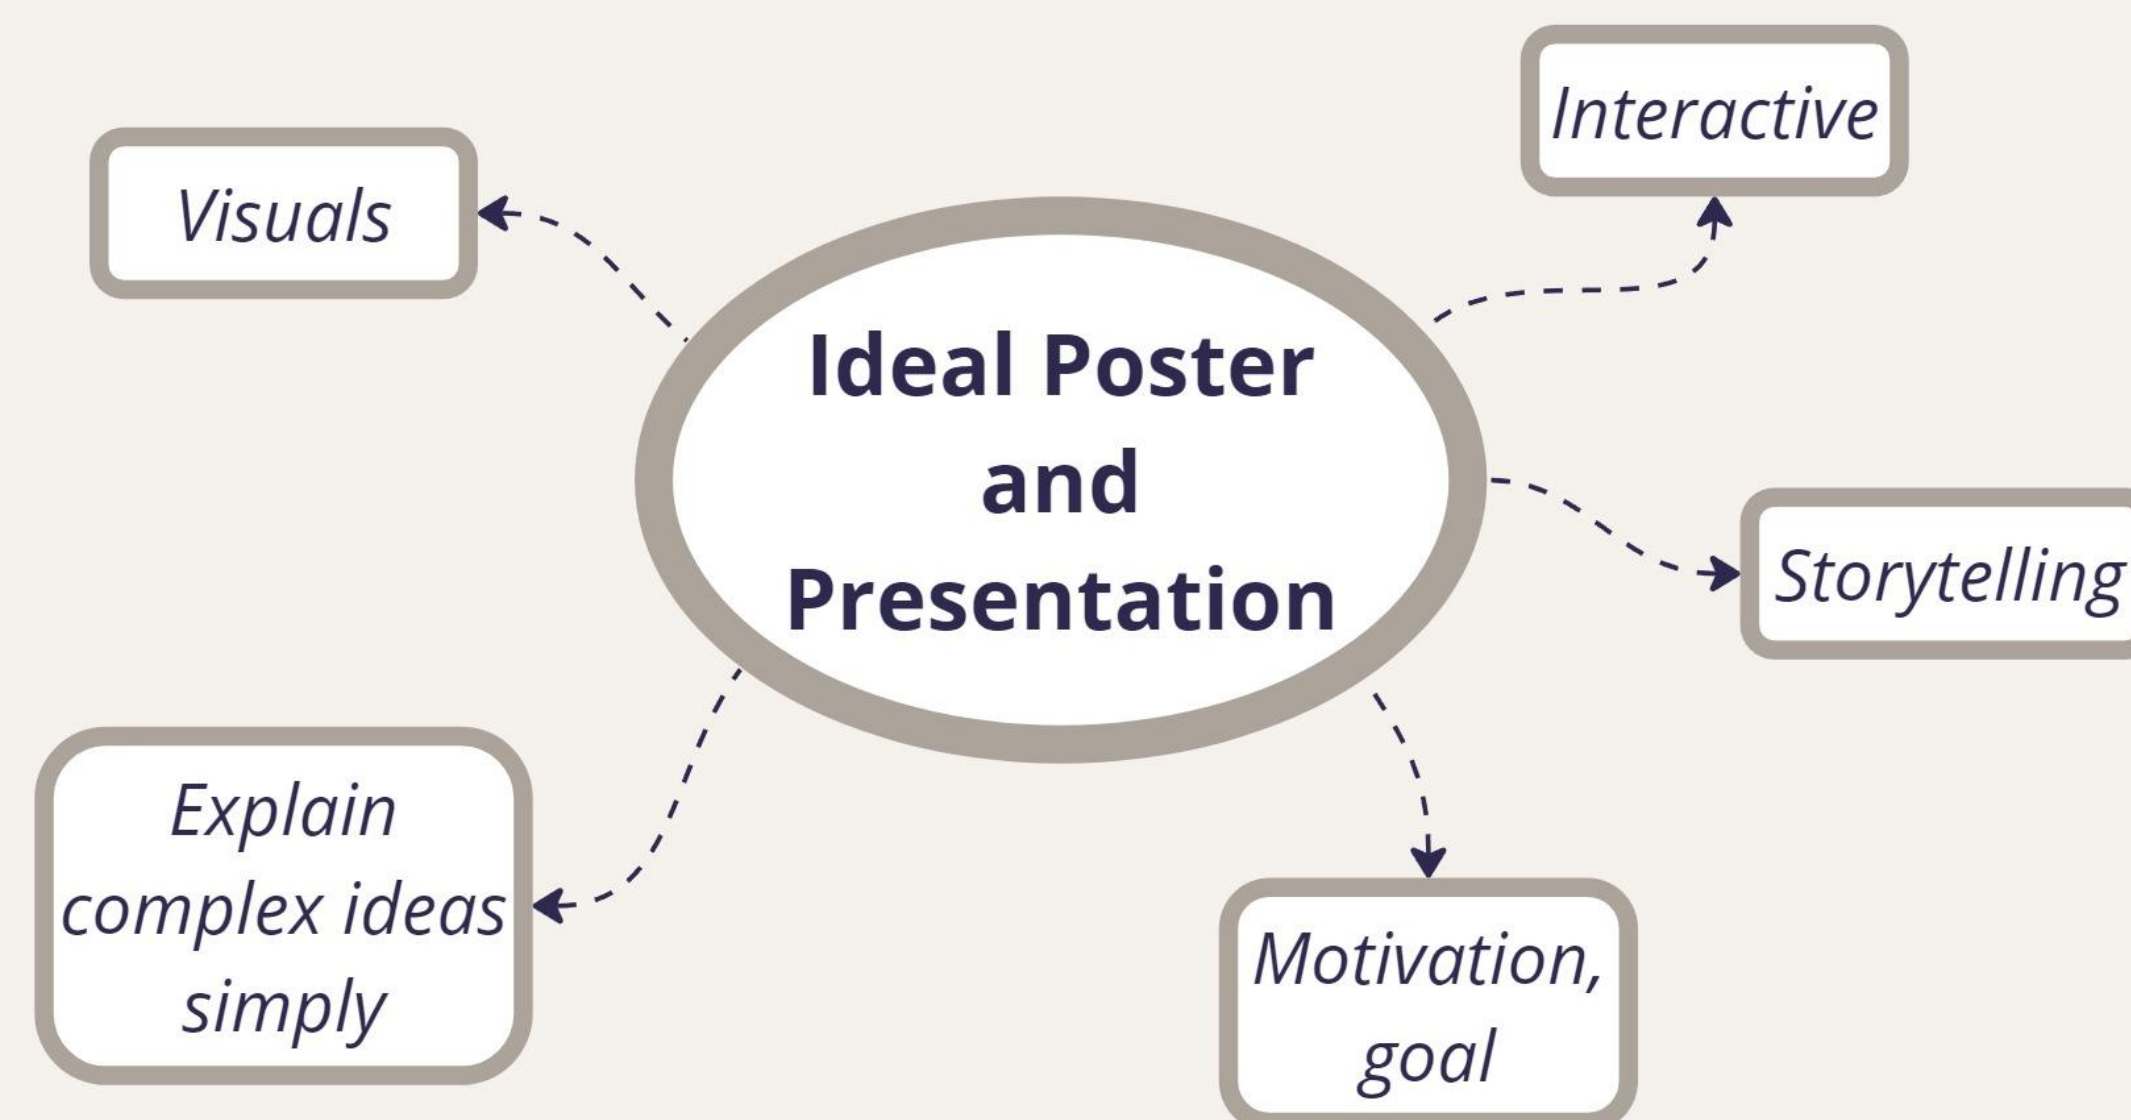 Interactive
Visuals
Ideal Poster
and
Presentation
Storytelling
Explain
complex ideas
simply
Motivation,
goal